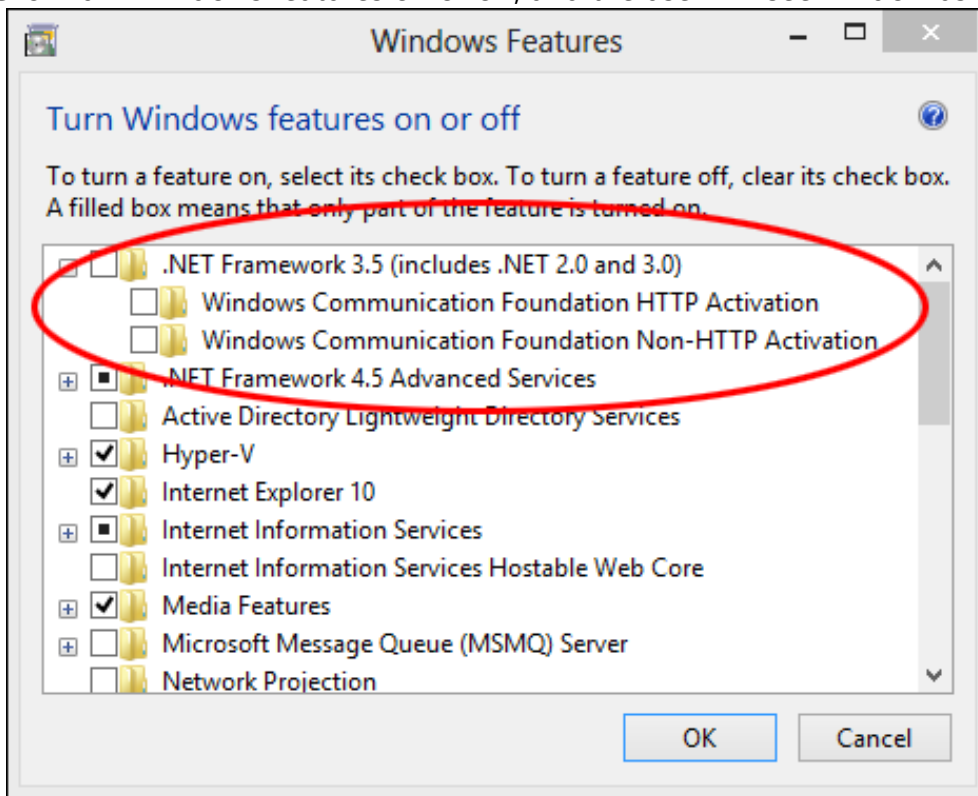 Windows Features
Turn Windows features on or off
To turn a feature on, select its check box. To turn a feature off, clear its check box.
A filled box means that only part of the feature is turned on.
.NET Framework 3.5 (includes .NET 2.0 and 3.0)
Windows Communication Foundation HTTP Activation
Windows Communication Foundation Non-HTTP Activation
.NET Framework 4.5 Advanced Services
Active Directory Lightweight Directory Services
Hyper-V
Internet Explorer 10
Internet Information Services
Internet Information Services Hostable Web Core
Media Features
Microsoft Message Queue (MSMQ) Server
Network Projection
OK Cancel